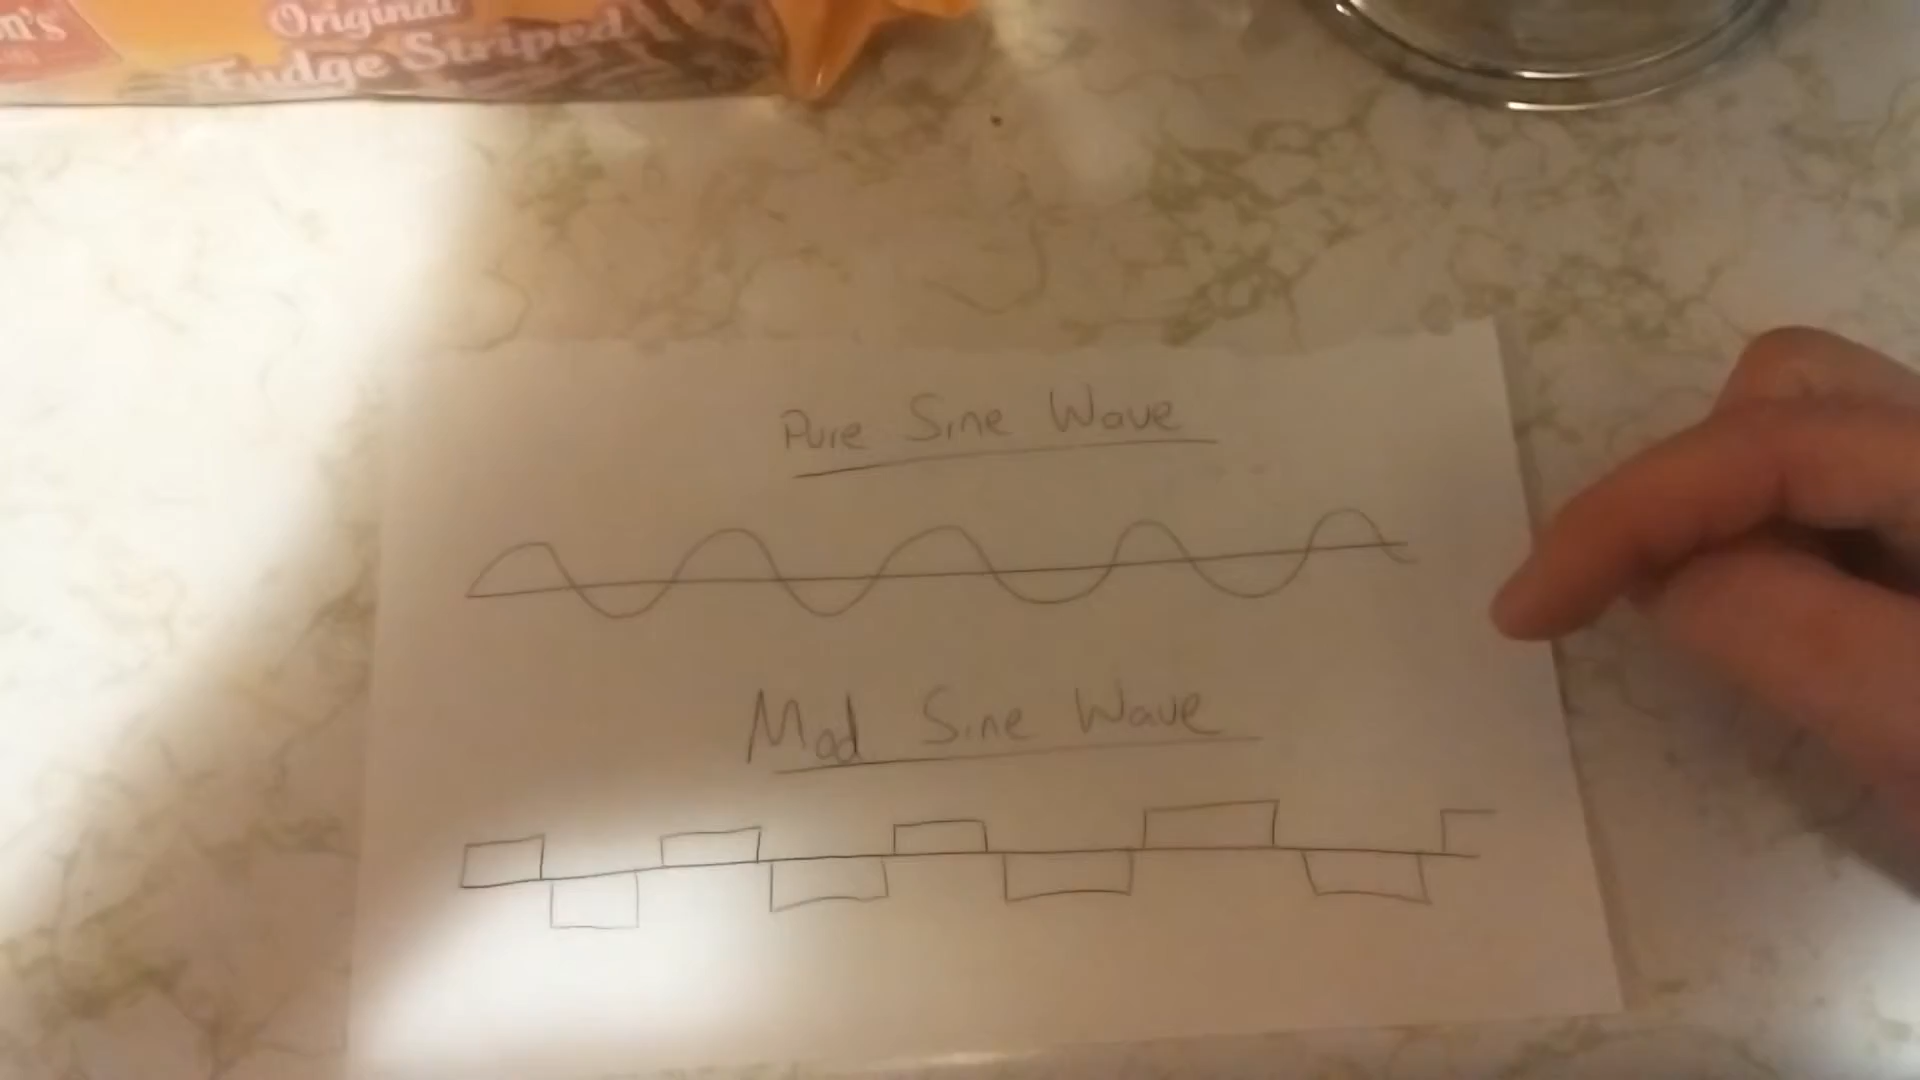 n's
Original
Fudge Striped
Pure Sine Wave
Mod Sine Wave